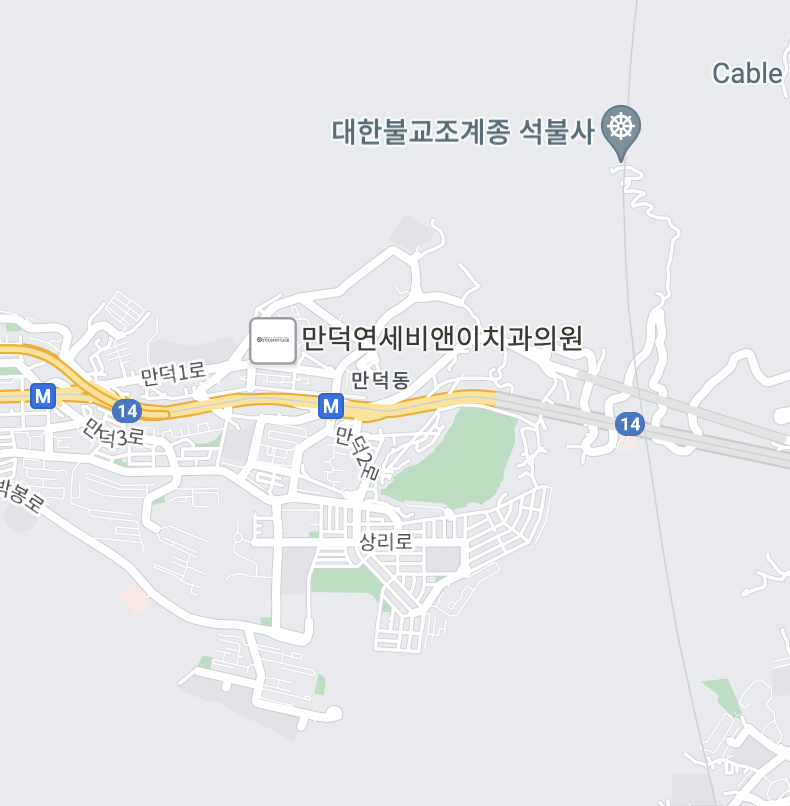 Cable
대한불교조계종 석불사
만덕연세비앤이치과의원
만덕1로
만덕동
M
M
14
14
만덕3로
만덕2로
박봉로
상리로